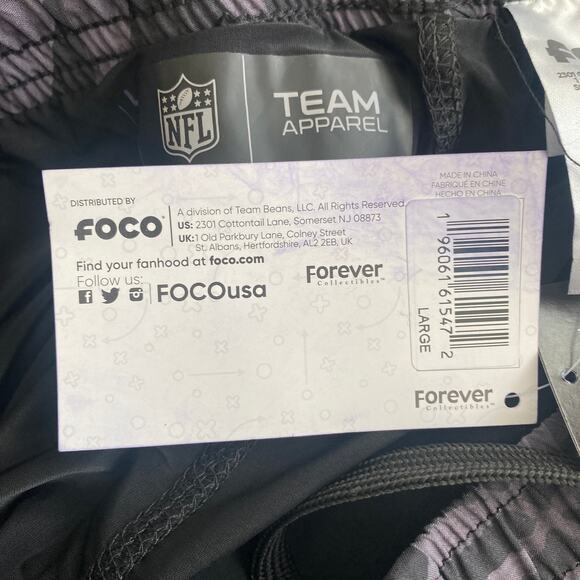 NFL
TEAM
APPAREL
DISTRIBUTED BY
FOCO
A division of Team Beans, LLC. All Rights Reserved.
US: 2301 Cottontail Lane, Somerset NJ 08873
UK: 1 Old Parkbury Lane, Colney Street
St. Albans, Hertfordshire, AL2 2EB, UK
Find your fanhood at foco.com
Follow us:
FOCOusa
Forever
Collectibles™
MADE IN CHINA
FABRIQUÉ EN CHINE
HECHO EN CHINA
1 96061 61547 2
LARGE
Forever
Collectibles™
2301